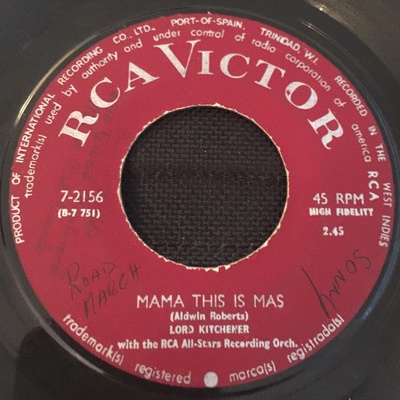 PRODUCT OF INTERNATIONAL RECORDING CO., LTD., PORT-OF-SPAIN, TRINIDAD W.I. RECORDED IN THE WEST INDIES
trademark(s) used by authority and under control of radio corporation of america RCA
RCA VICTOR
7-2156
(B-7 751)
45 RPM
HIGH FIDELITY
2.45
ROAD
MARCH
SONNY
MAMA THIS IS MAS
(Aldwin Roberts)
LORD KITCHENER
with the RCA All-Stars Recording Orch.
trademark(s) registered marca(s) registrada(s)